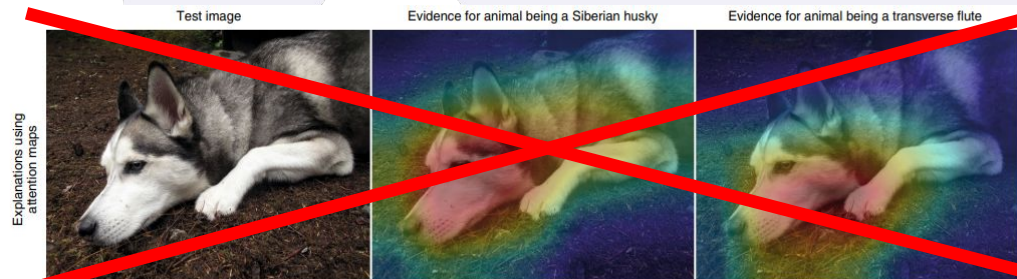 Test image
Evidence for animal being a Siberian husky
Evidence for animal being a transverse flute
Explanations using
attention maps